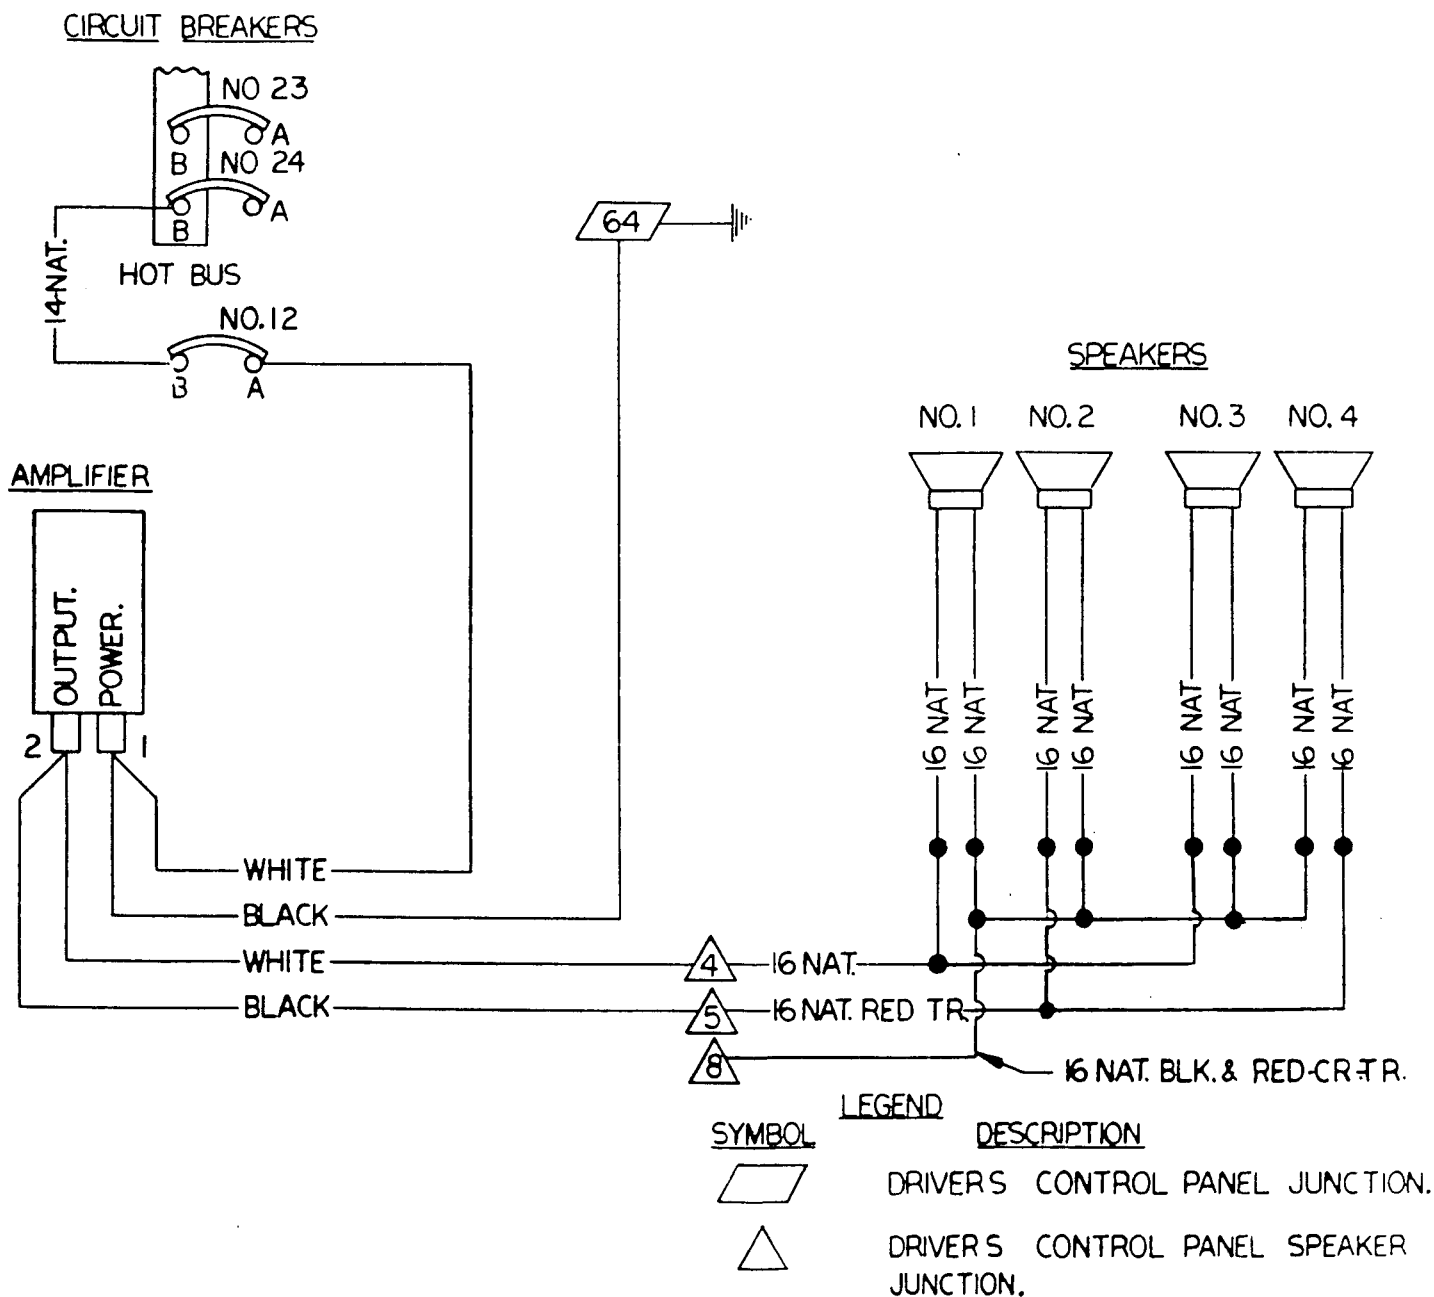 CIRCUIT BREAKERS
NO 23
A
B
NO 24
A
B
64
14 NAT.
HOT BUS
NO.12
B
A
SPEAKERS
NO. 1
NO. 2
NO. 3
NO. 4
AMPLIFIER
OUTPUT.
POWER.
2
1
16 NAT
16 NAT
16 NAT
16 NAT
16 NAT
16 NAT
16 NAT
16 NAT
WHITE
BLACK
WHITE
4
16 NAT.
BLACK
5
16 NAT. RED TR.
8
16 NAT. BLK. & RED-CR-TR.
LEGEND
SYMBOL DESCRIPTION
DRIVERS CONTROL PANEL JUNCTION.
DRIVERS CONTROL PANEL SPEAKER
JUNCTION.